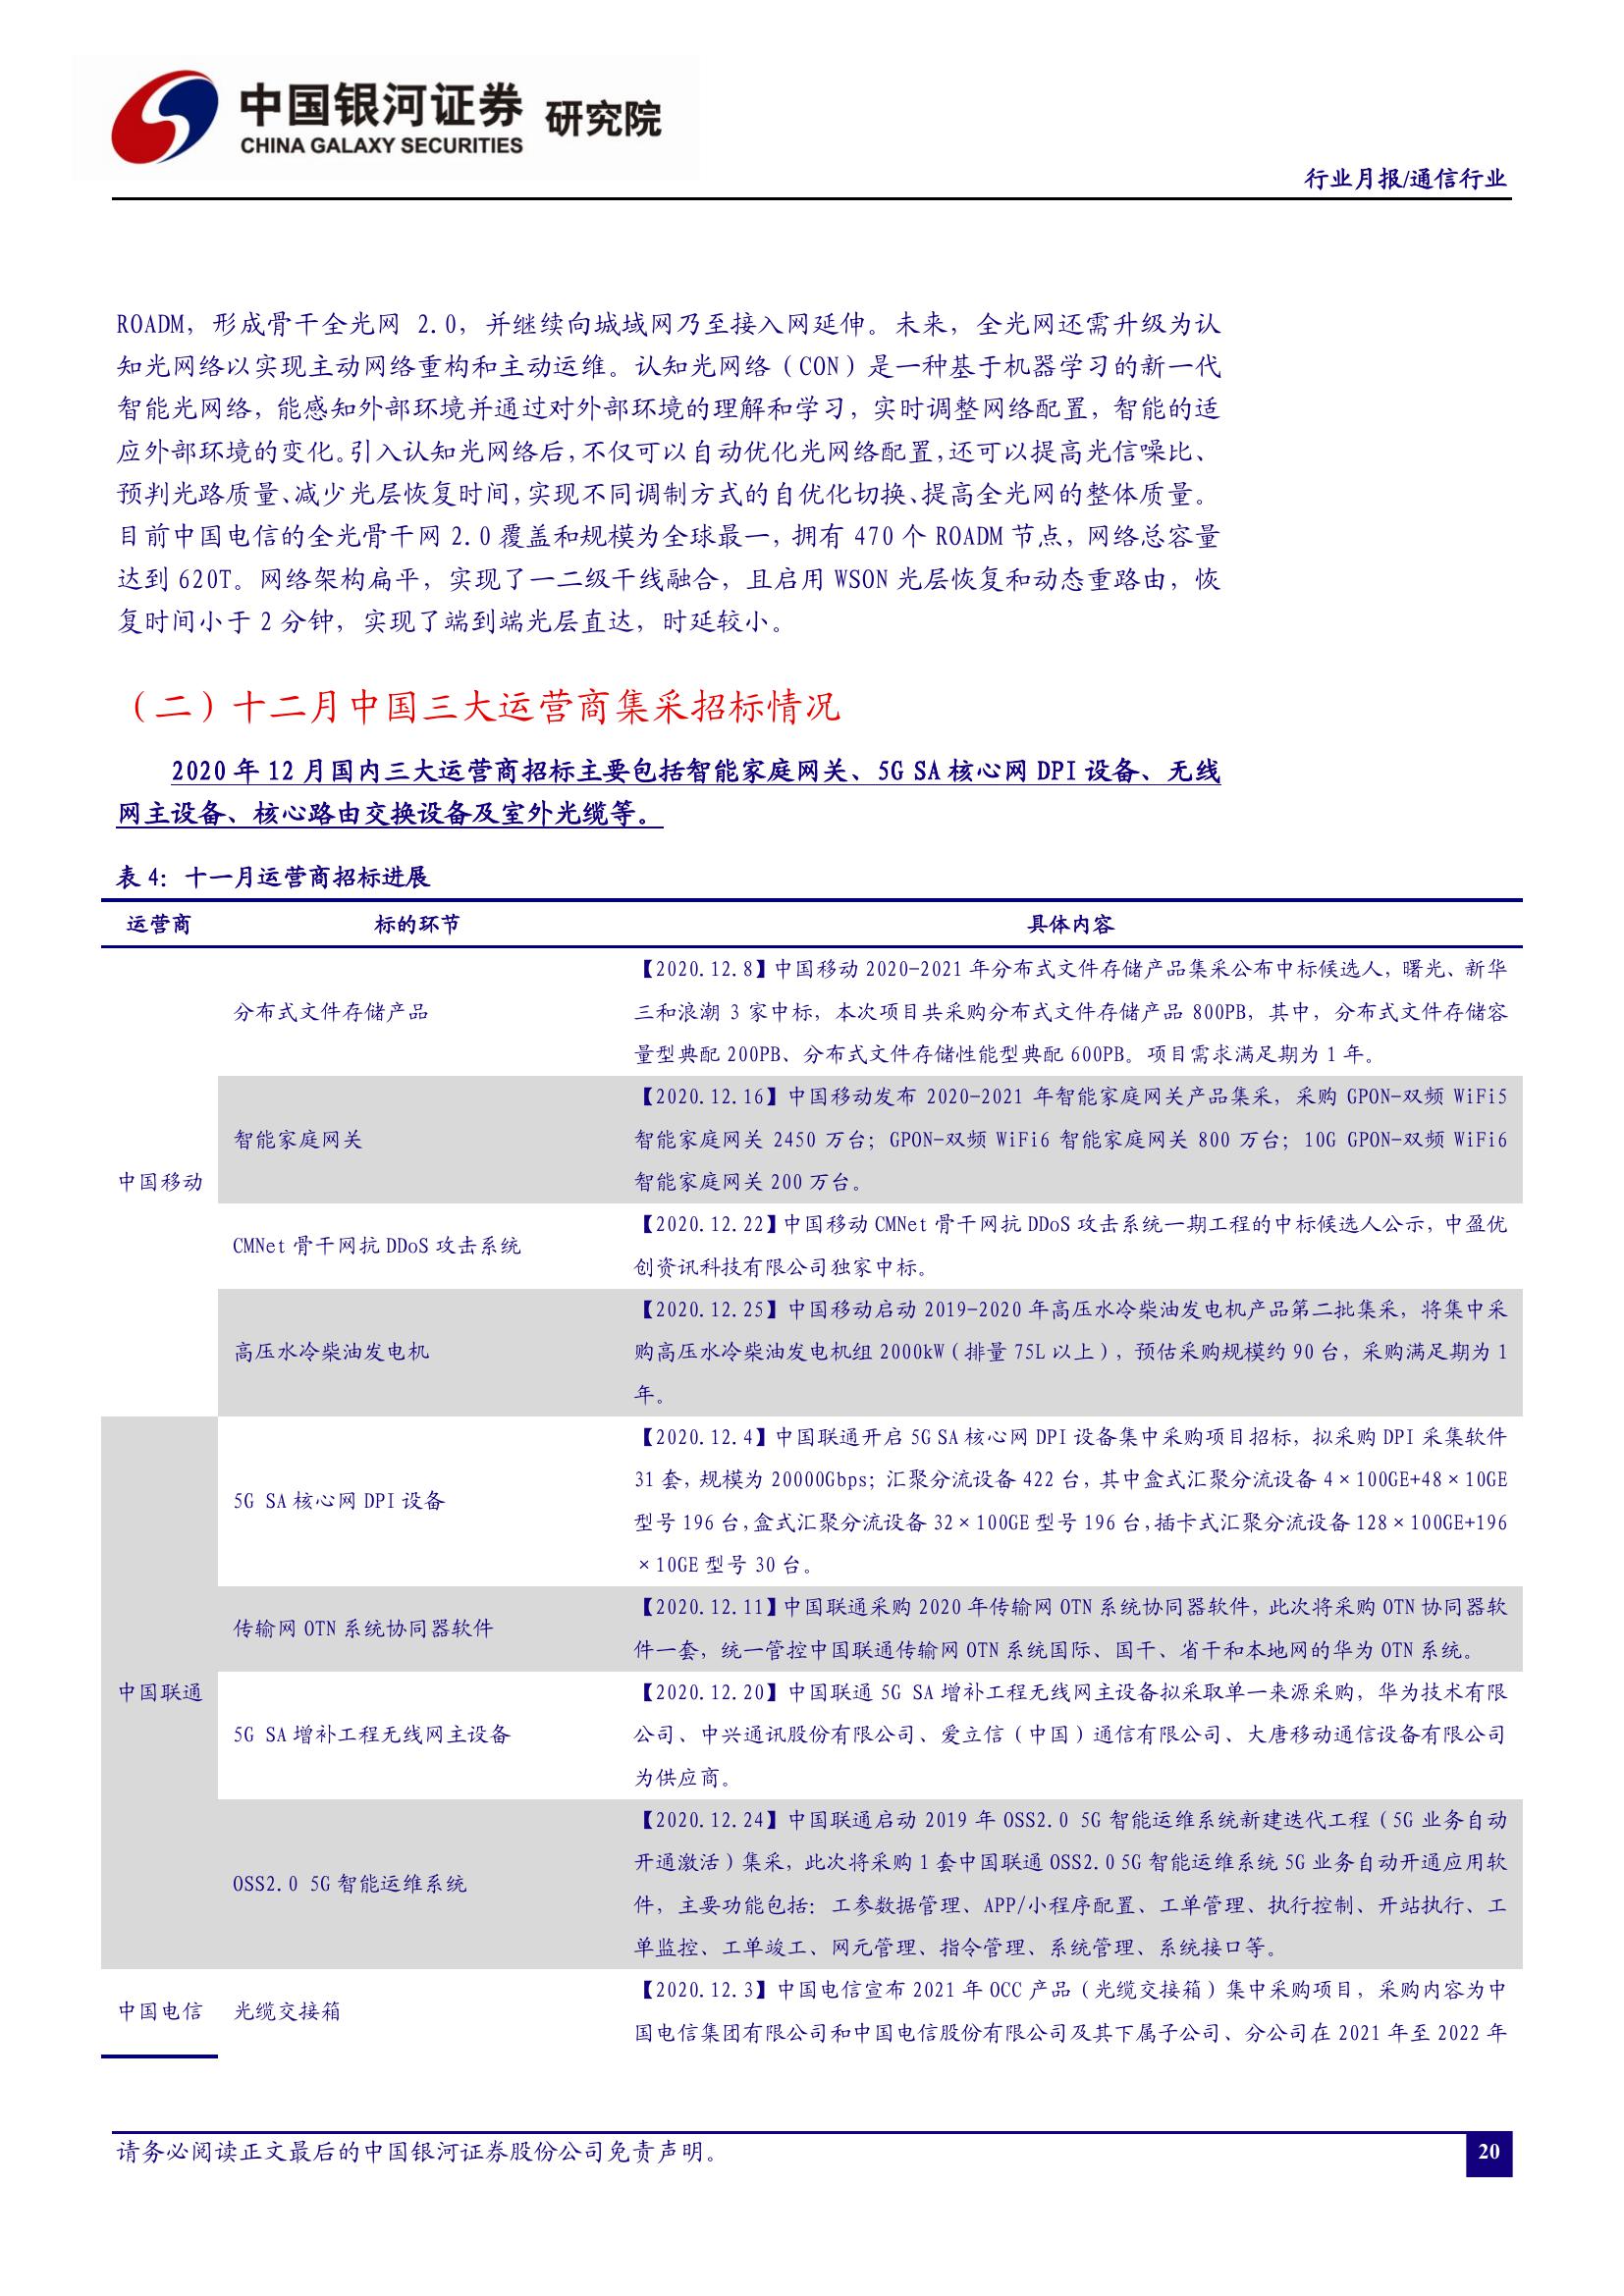 中国银河证券 研究院
CHINA GALAXY SECURITIES
行业月报/通信行业
ROADM，形成骨干全光网 2.0，并继续向城域网乃至接入网延伸。未来，全光网还需升级为认
知光网络以实现主动网络重构和主动运维。认知光网络（CON）是一种基于机器学习的新一代
智能光网络，能感知外部环境并通过对外部环境的理解和学习，实时调整网络配置，智能的适
应外部环境的变化。引入认知光网络后，不仅可以自动优化光网络配置，还可以提高光信噪比、
预判光路质量、减少光层恢复时间，实现不同调制方式的自优化切换、提高全光网的整体质量。
目前中国电信的全光骨干网 2.0 覆盖和规模为全球最一，拥有 470 个 ROADM 节点，网络总容量
达到 620T。网络架构扁平，实现了一二级干线融合，且启用 WSON 光层恢复和动态重路由，恢
复时间小于 2 分钟，实现了端到端光层直达，时延较小。
（二）十二月中国三大运营商集采招标情况
2020 年 12 月国内三大运营商招标主要包括智能家庭网关、5G SA 核心网 DPI 设备、无线
网主设备、核心路由交换设备及室外光缆等。
表 4：十一月运营商招标进展
运营商 标的环节 具体内容
中国移动
分布式文件存储产品
【2020.12.8】中国移动 2020-2021 年分布式文件存储产品集采公布中标候选人，曙光、新华
三和浪潮 3 家中标，本次项目共采购分布式文件存储产品 800PB，其中，分布式文件存储容
量型典配 200PB、分布式文件存储性能型典配 600PB。项目需求满足期为 1 年。
智能家庭网关
【2020.12.16】中国移动发布 2020-2021 年智能家庭网关产品集采，采购 GPON-双频 WiFi5
智能家庭网关 2450 万台；GPON-双频 WiFi6 智能家庭网关 800 万台；10G GPON-双频 WiFi6
智能家庭网关 200 万台。
CMNet 骨干网抗 DDoS 攻击系统
【2020.12.22】中国移动 CMNet 骨干网抗 DDoS 攻击系统一期工程的中标候选人公示，中盈优
创资讯科技有限公司独家中标。
高压水冷柴油发电机
【2020.12.25】中国移动启动 2019-2020 年高压水冷柴油发电机产品第二批集采，将集中采
购高压水冷柴油发电机组 2000kW（排量 75L 以上），预估采购规模约 90 台，采购满足期为 1
年。
中国联通
5G SA 核心网 DPI 设备
【2020.12.4】中国联通开启 5G SA 核心网 DPI 设备集中采购项目招标，拟采购 DPI 采集软件
31 套，规模为 20000Gbps；汇聚分流设备 422 台，其中盒式汇聚分流设备 4×100GE+48×10GE
型号 196 台，盒式汇聚分流设备 32×100GE 型号 196 台，插卡式汇聚分流设备 128×100GE+196
×10GE 型号 30 台。
传输网 OTN 系统协同器软件
【2020.12.11】中国联通采购 2020 年传输网 OTN 系统协同器软件，此次将采购 OTN 协同器软
件一套，统一管控中国联通传输网 OTN 系统国际、国干、省干和本地网的华为 OTN 系统。
5G SA 增补工程无线网主设备
【2020.12.20】中国联通 5G SA 增补工程无线网主设备拟采取单一来源采购，华为技术有限
公司、中兴通讯股份有限公司、爱立信（中国）通信有限公司、大唐移动通信设备有限公司
为供应商。
OSS2.0 5G 智能运维系统
【2020.12.24】中国联通启动 2019 年 OSS2.0 5G 智能运维系统新建迭代工程（5G 业务自动
开通激活）集采，此次将采购 1 套中国联通 OSS2.0 5G 智能运维系统 5G 业务自动开通应用软
件，主要功能包括：工参数据管理、APP/小程序配置、工单管理、执行控制、开站执行、工
单监控、工单竣工、网元管理、指令管理、系统管理、系统接口等。
中国电信
光缆交接箱
【2020.12.3】中国电信宣布 2021 年 OCC 产品（光缆交接箱）集中采购项目，采购内容为中
国电信集团有限公司和中国电信股份有限公司及其下属子公司、分公司在 2021 年至 2022 年
请务必阅读正文最后的中国银河证券股份公司免责声明。
20